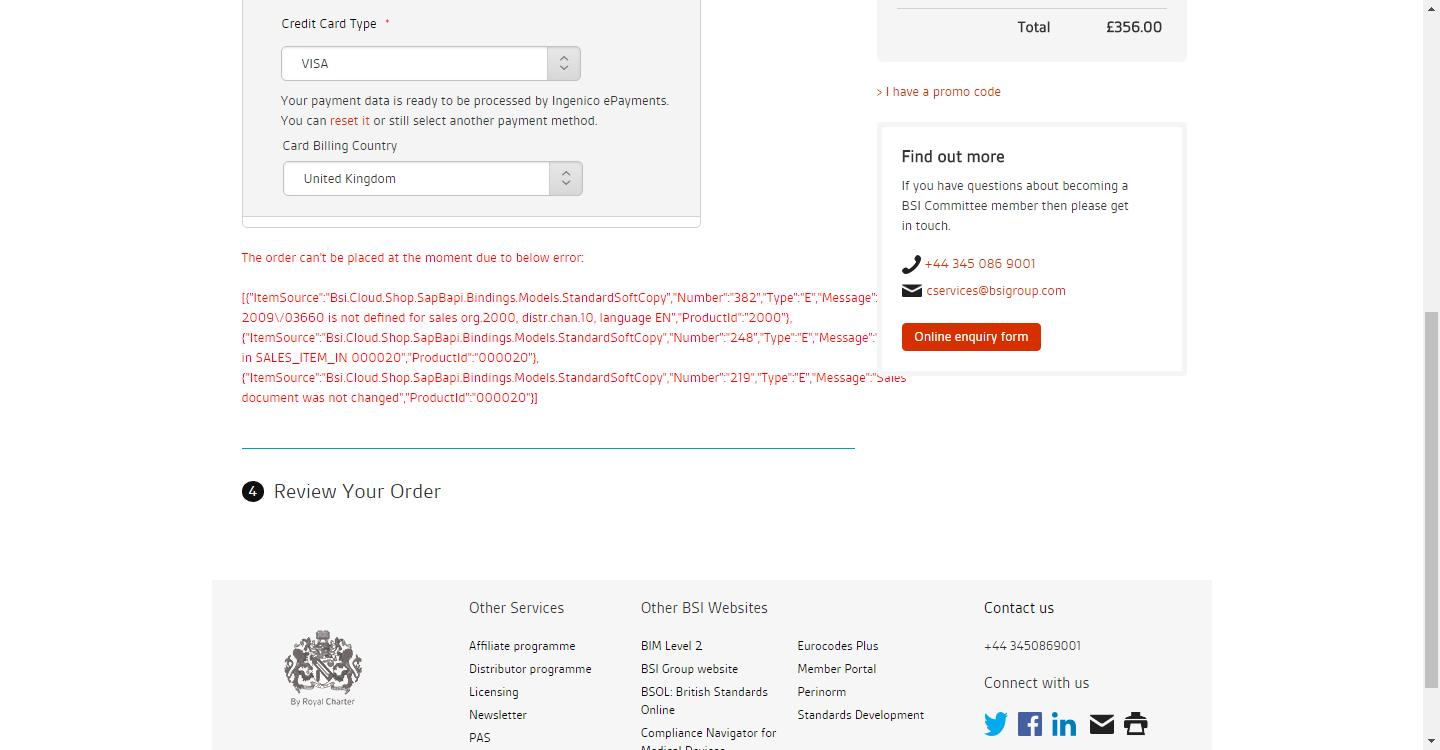 Credit Card Type *
VISA
Your payment data is ready to be processed by Ingenico ePayments.
You can reset it or still select another payment method.
Card Billing Country
United Kingdom
The order can't be placed at the moment due to below error:
[{"ItemSource":"Bsi.Cloud.Shop.SapBapi.Bindings.Models.StandardSoftCopy","Number":"382","Type":"E","Message":
2009\/03660 is not defined for sales org.2000, distr.chan.10, language EN","ProductId":"2000"},
{"ItemSource":"Bsi.Cloud.Shop.SapBapi.Bindings.Models.StandardSoftCopy","Number":"248","Type":"E","Message":"
in SALES_ITEM_IN 000020","ProductId":"000020"},
{"ItemSource":"Bsi.Cloud.Shop.SapBapi.Bindings.Models.StandardSoftCopy","Number":"219","Type":"E","Message":"Sales
document was not changed","ProductId":"000020"}]
4 Review Your Order
Total £356.00
> I have a promo code
Find out more
If you have questions about becoming a
BSI Committee member then please get
in touch.
+44 345 086 9001
cservices@bsigroup.com
Online enquiry form
By Royal Charter
Other Services
Affiliate programme
Distributor programme
Licensing
Newsletter
PAS
Other BSI Websites
BIM Level 2
BSI Group website
BSOL: British Standards
Online
Compliance Navigator for
Medical Devices
Eurocodes Plus
Member Portal
Perinorm
Standards Development
Contact us
+44 3450869001
Connect with us